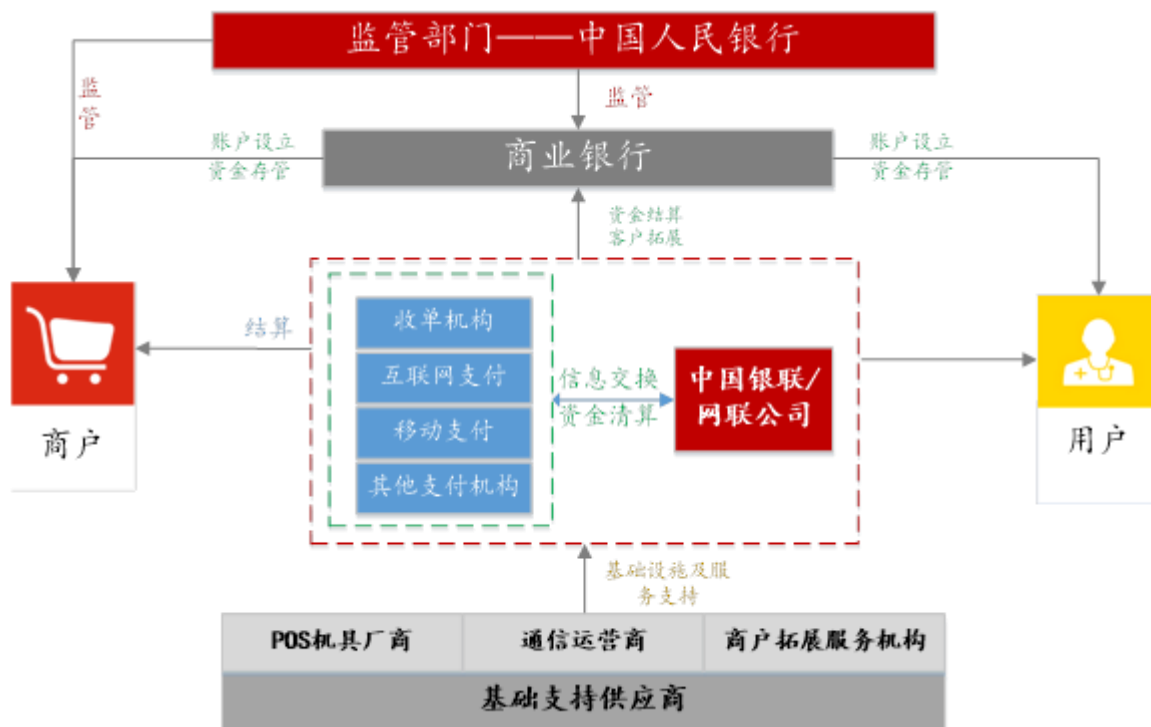 监管部门——中国人民银行
监
管
监管
账户设立
资金存管
商业银行
账户设立
资金存管
资金结算
客户拓展
收单机构
互联网支付
移动支付
其他支付机构
结算
信息交换
资金清算
中国银联/
网联公司
商户
用户
基础设施及服
务支持
POS机具厂商
通信运营商
商户拓展服务机构
基础支持供应商